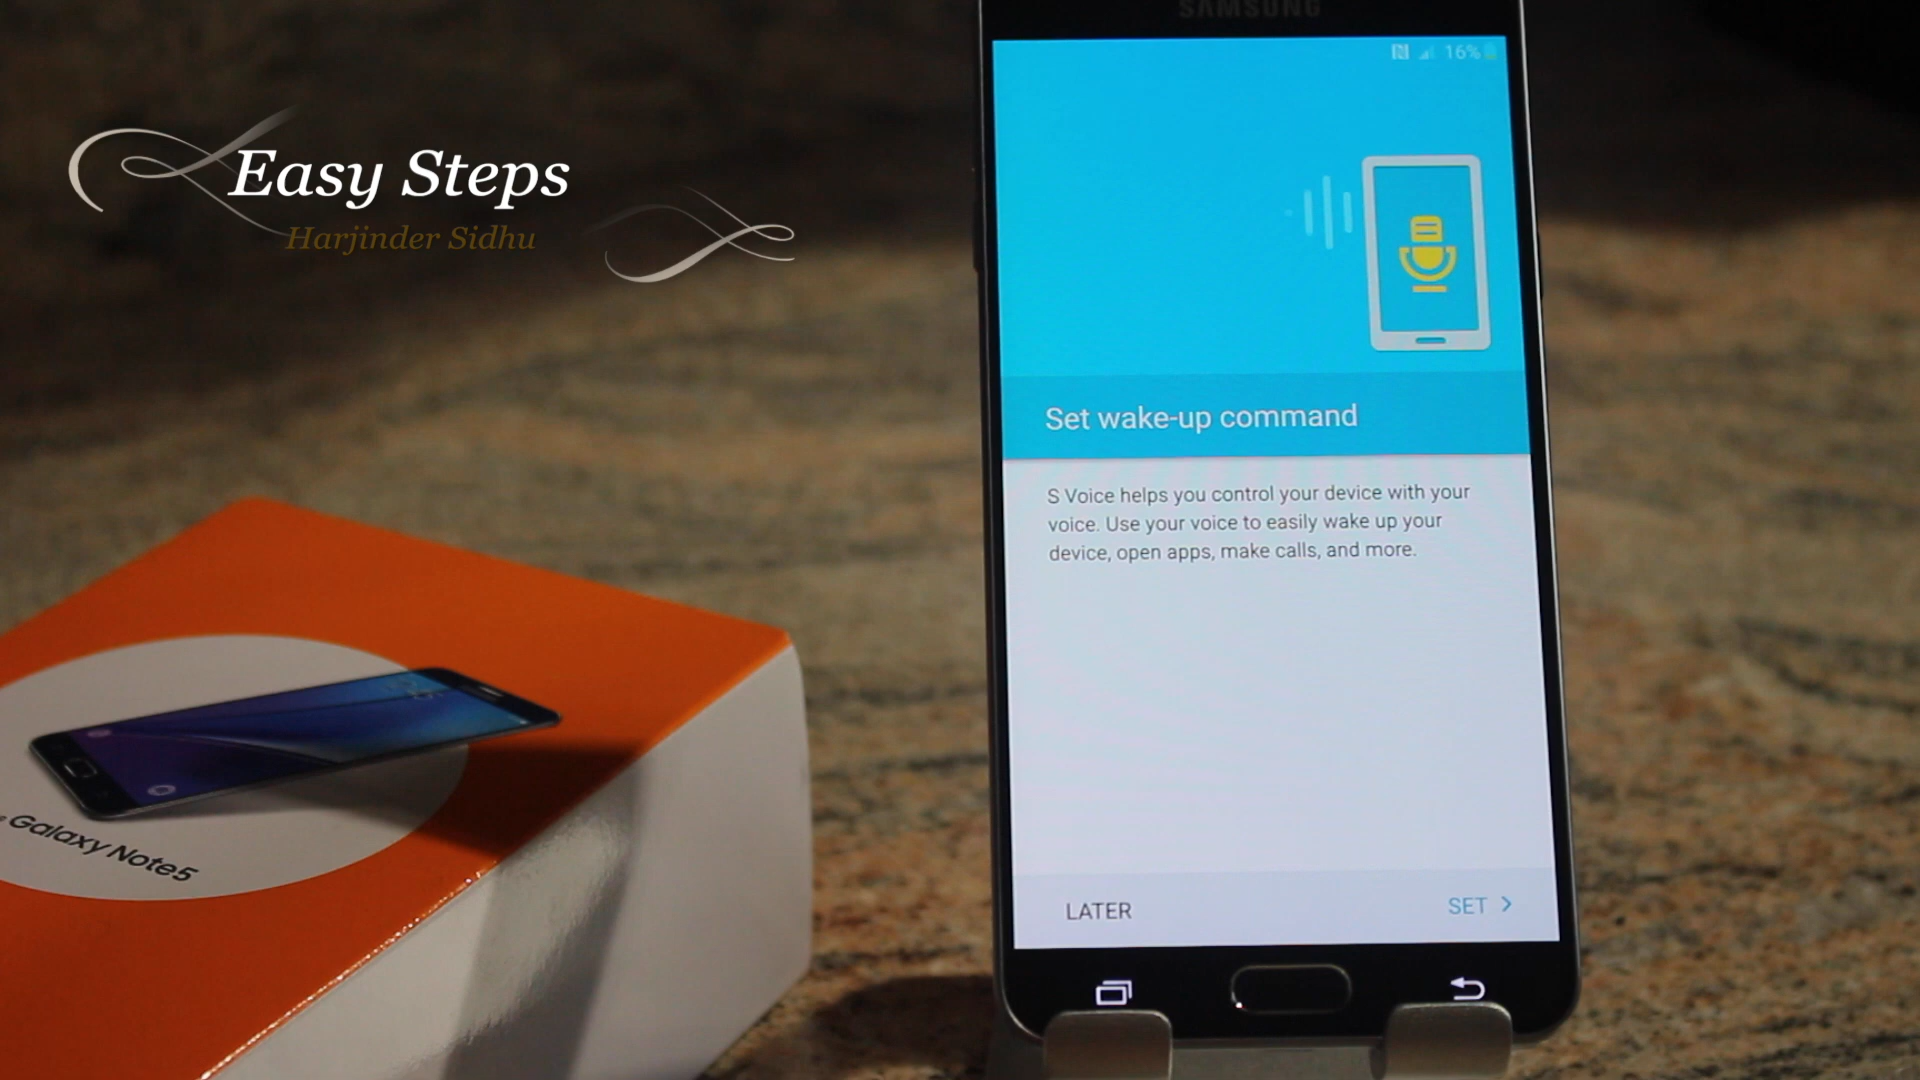 SAMSUNG
16%
Easy Steps
Harjinder Sidhu
Set wake-up command
S Voice helps you control your device with your
voice. Use your voice to easily wake up your
device, open apps, make calls, and more.
LATER
SET >
Galaxy Note5